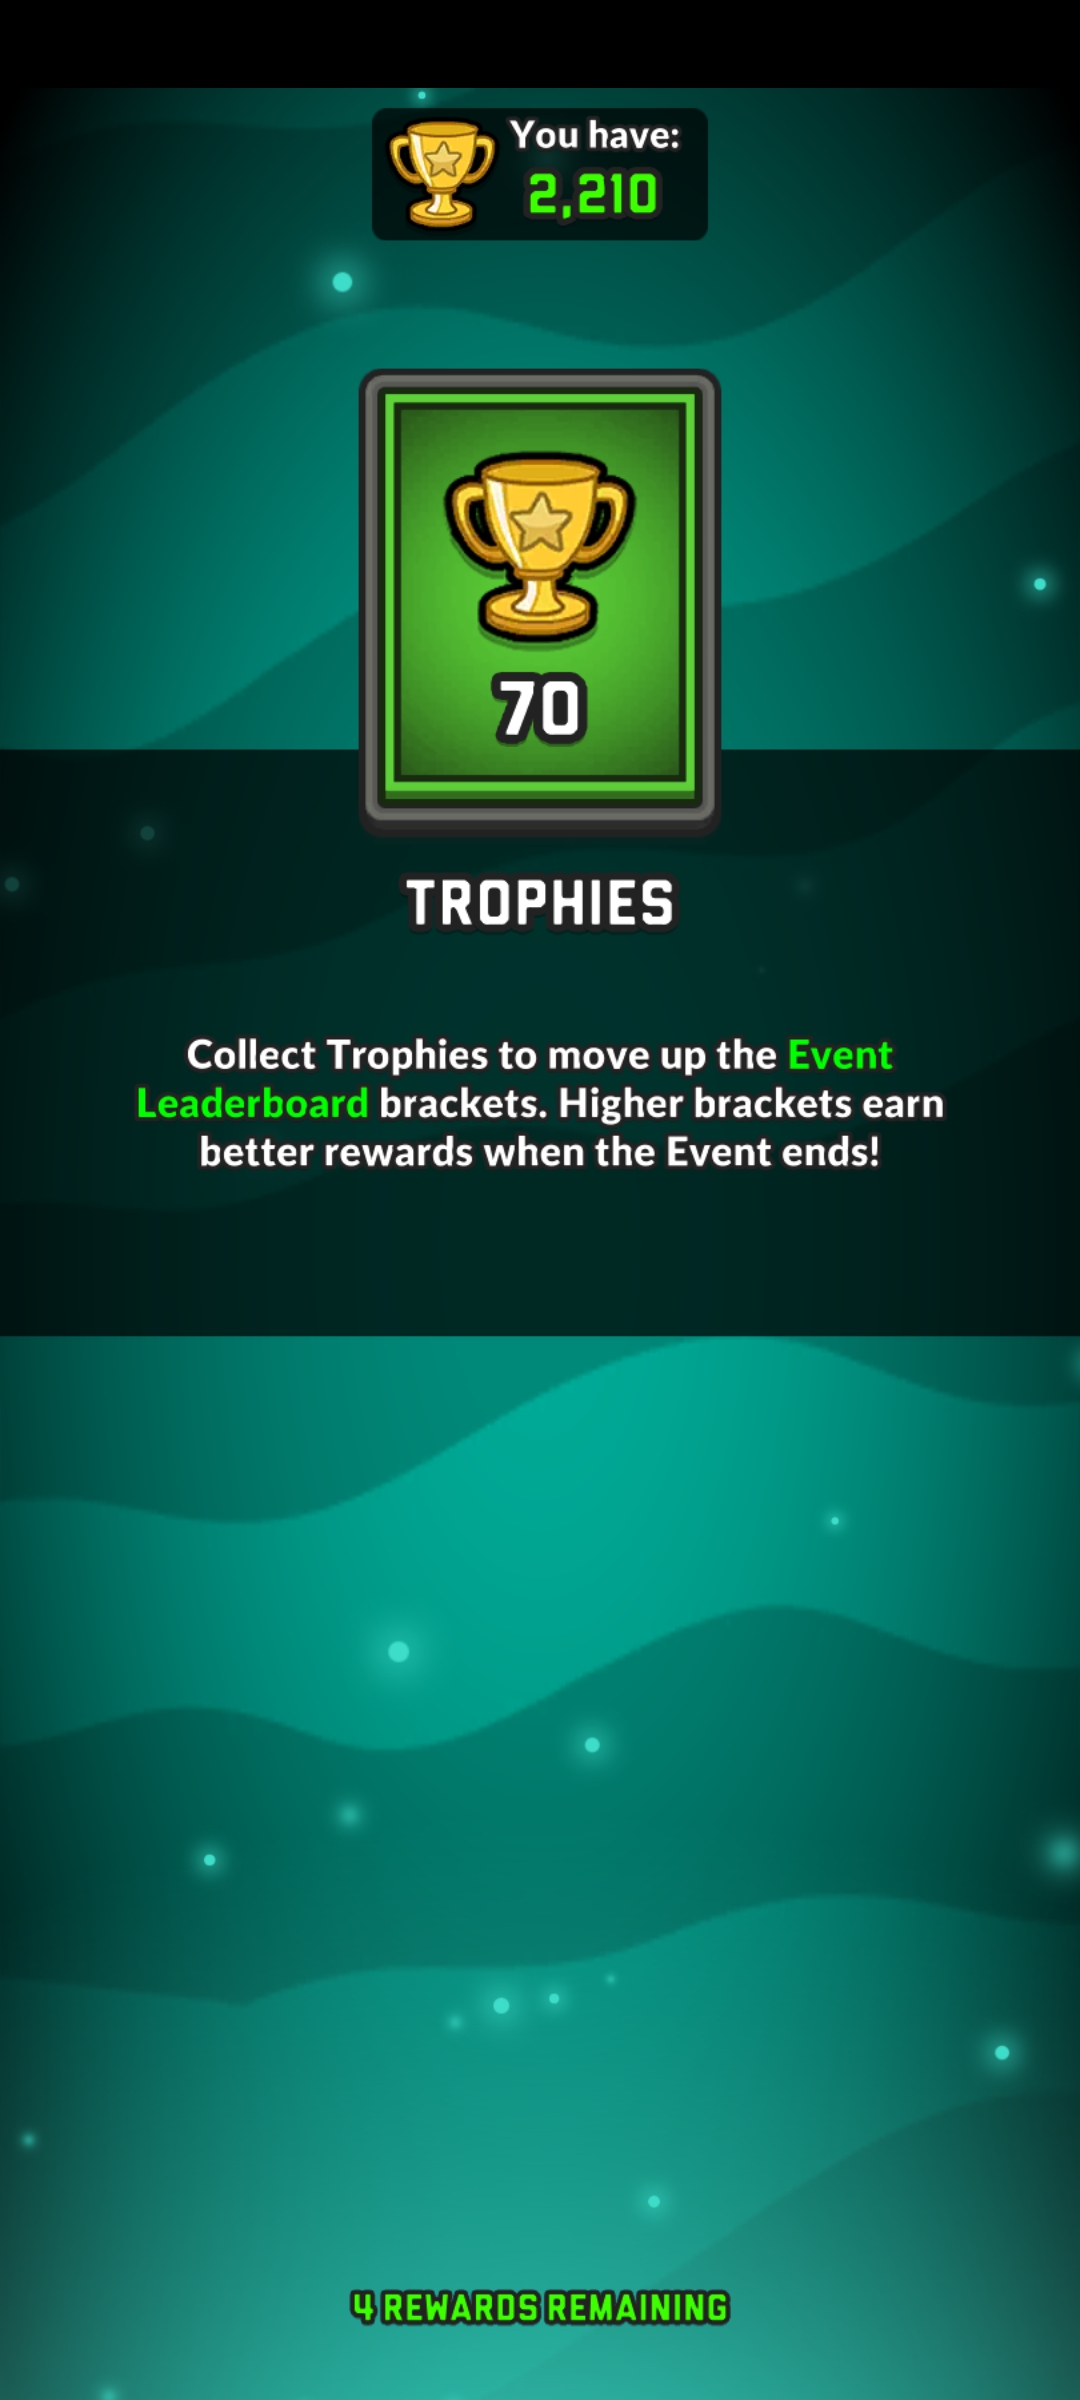 You have:
2,210
70
TROPHIES
Collect Trophies to move up the Event
Leaderboard brackets. Higher brackets earn
better rewards when the Event ends!
4 REWARDS REMAINING